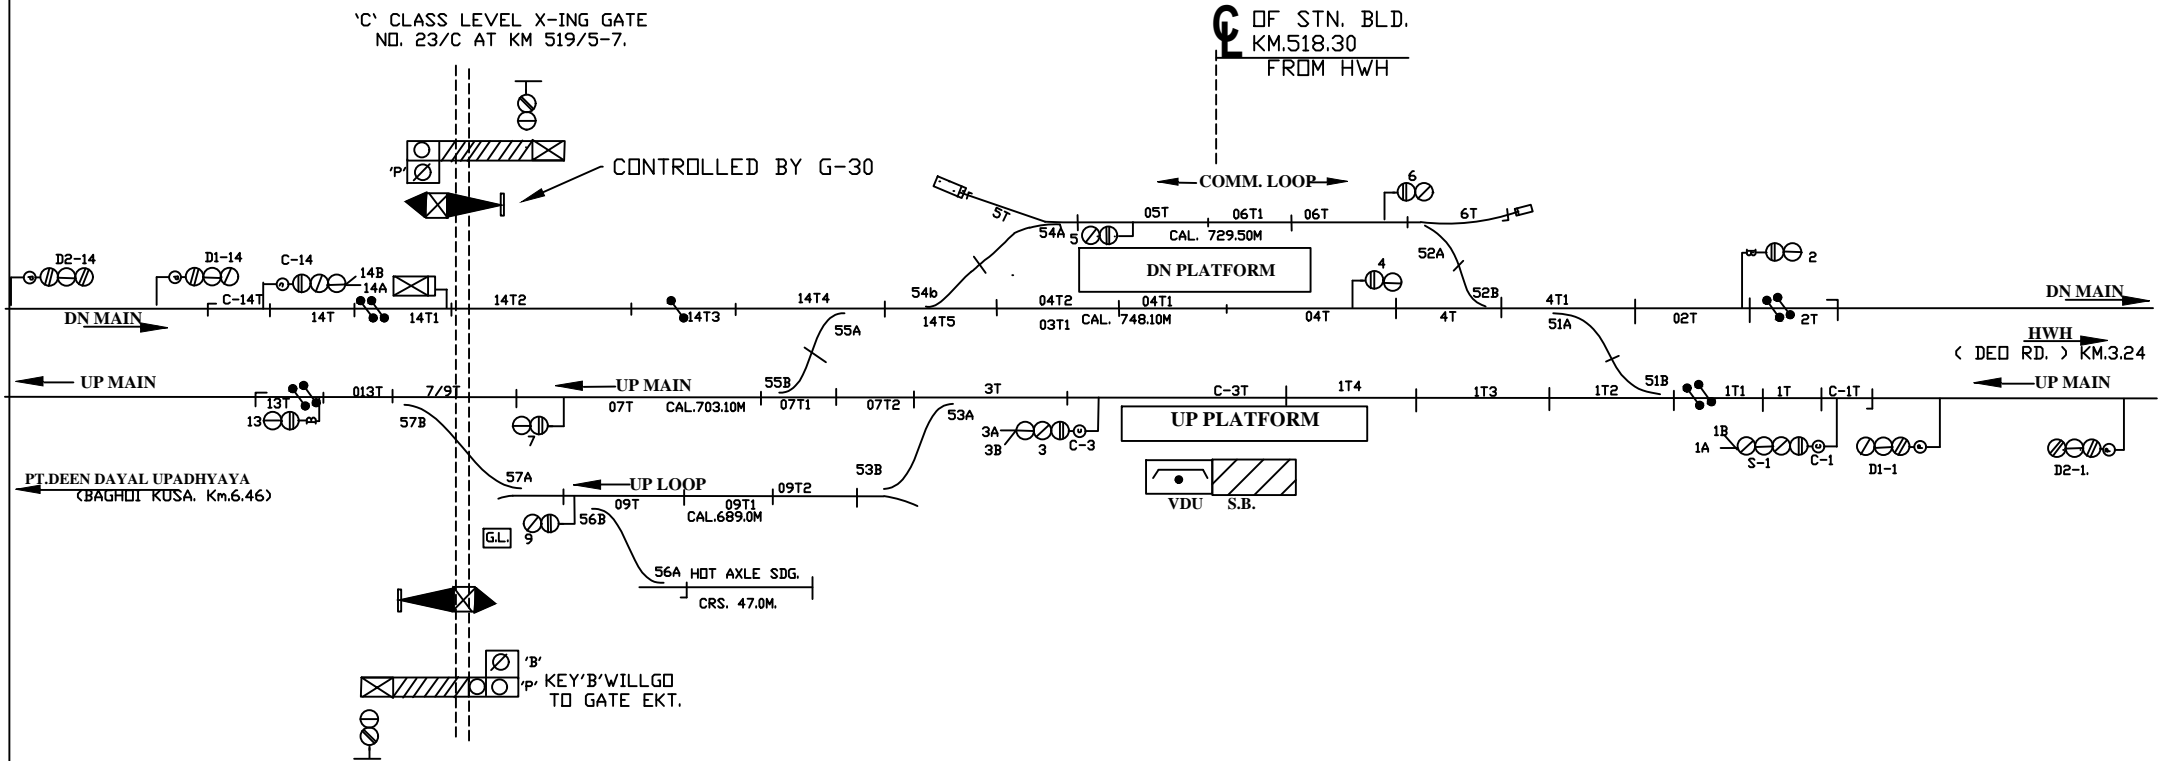 'C' CLASS LEVEL X-ING GATE
NO. 23/C AT KM 519/5-7.
CL OF STN. BLD.
KM.518.30
FROM HWH
'P'
CONTROLLED BY G-30
COMM. LOOP
6
5T
05T
06T1
06T
6T
54A
5
CAL. 729.50M
52A
D2-14
D1-14
C-14
14B
14A
DN PLATFORM
4
2
54b
52B
DN MAIN
C-14T
14T2
14T4
04T2
04T1
4T1
DN MAIN
14T
14T1
14T3
14T5
03T1
CAL. 748.10M
04T
4T
51A
02T
2T
55A
HWH
( DEO RD. ) KM.3.24
UP MAIN
UP MAIN
55B
51B
UP MAIN
13T
013T
7/9T
07T
CAL.703.10M
07T1
07T2
3T
C-3T
1T4
1T3
1T2
1T1
1T
C-1T
13
57B
7
53A
UP PLATFORM
3A
3B
3
C-3
1B
1A
S-1
C-1
D1-1
D2-1.
PT.DEEN DAYAL UPADHYAYA
(BAGHOI KUSA. Km.6.46)
57A
UP LOOP
53B
09T
09T1
09T2
CAL.689.0M
VDU
S.B.
G.L.
9
56B
56A
HOT AXLE SDG.
CRS. 47.0M.
'B'
'P'
KEY'B'WILLGO
TO GATE EKT.